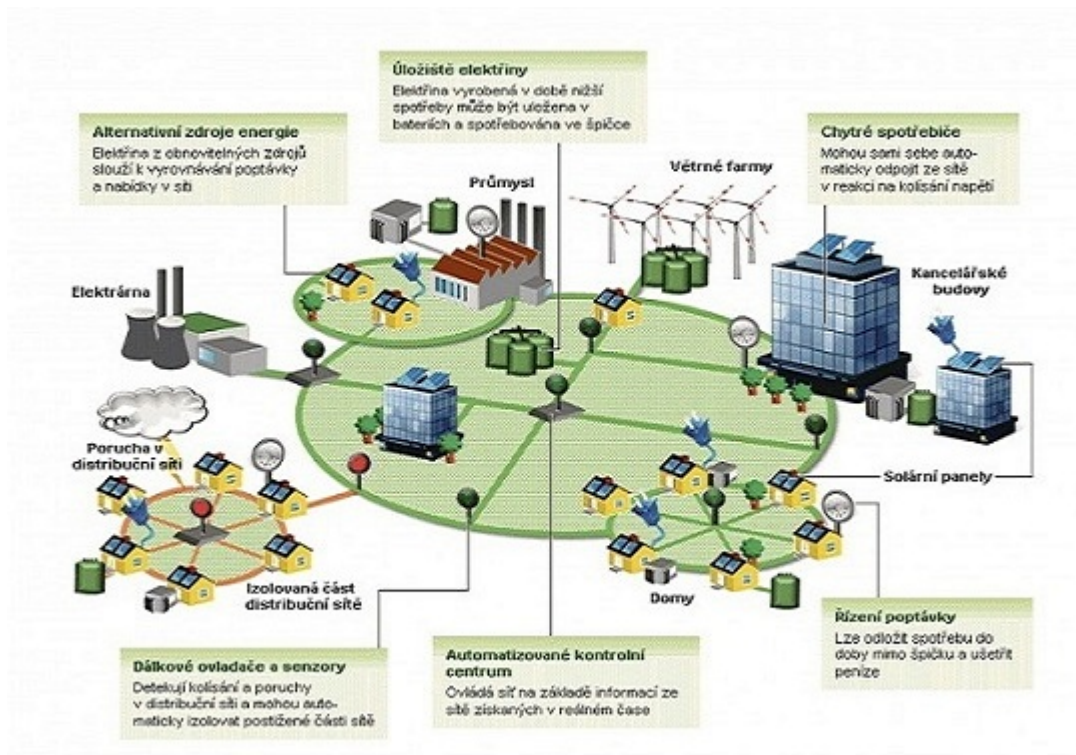 Úložiště elektřiny
Elektřina vyrobená v době nižší
spotřeby může být uložena v
bateriích a spotřebována ve špičce
Alternativní zdroje energie
Elektřina z obnovitelných zdrojů
slouží k vyrovnávání poptávky
a nabídky v síti
Chytré spotřebiče
Mohou sami sebe auto-
maticky odpojit ze sítě
v reakci na kolísání napětí
Průmysl
Větrné farmy
Elektrárna
Kancelářské
budovy
Porucha v
distribuční síti
Solární panely
Izolovaná část
distribuční sítě
Domy
Řízení poptávky
Lze odložit spotřebu do
doby mimo špičku a ušetřit
peníze
Dálkové ovladače a senzory
Detekují kolísání a poruchy
v distribuční síti a mohou auto-
maticky izolovat postižené části sítě
Automatizované kontrolní
centrum
Ovládá síť na základě informací ze
sítě získaných v reálném čase